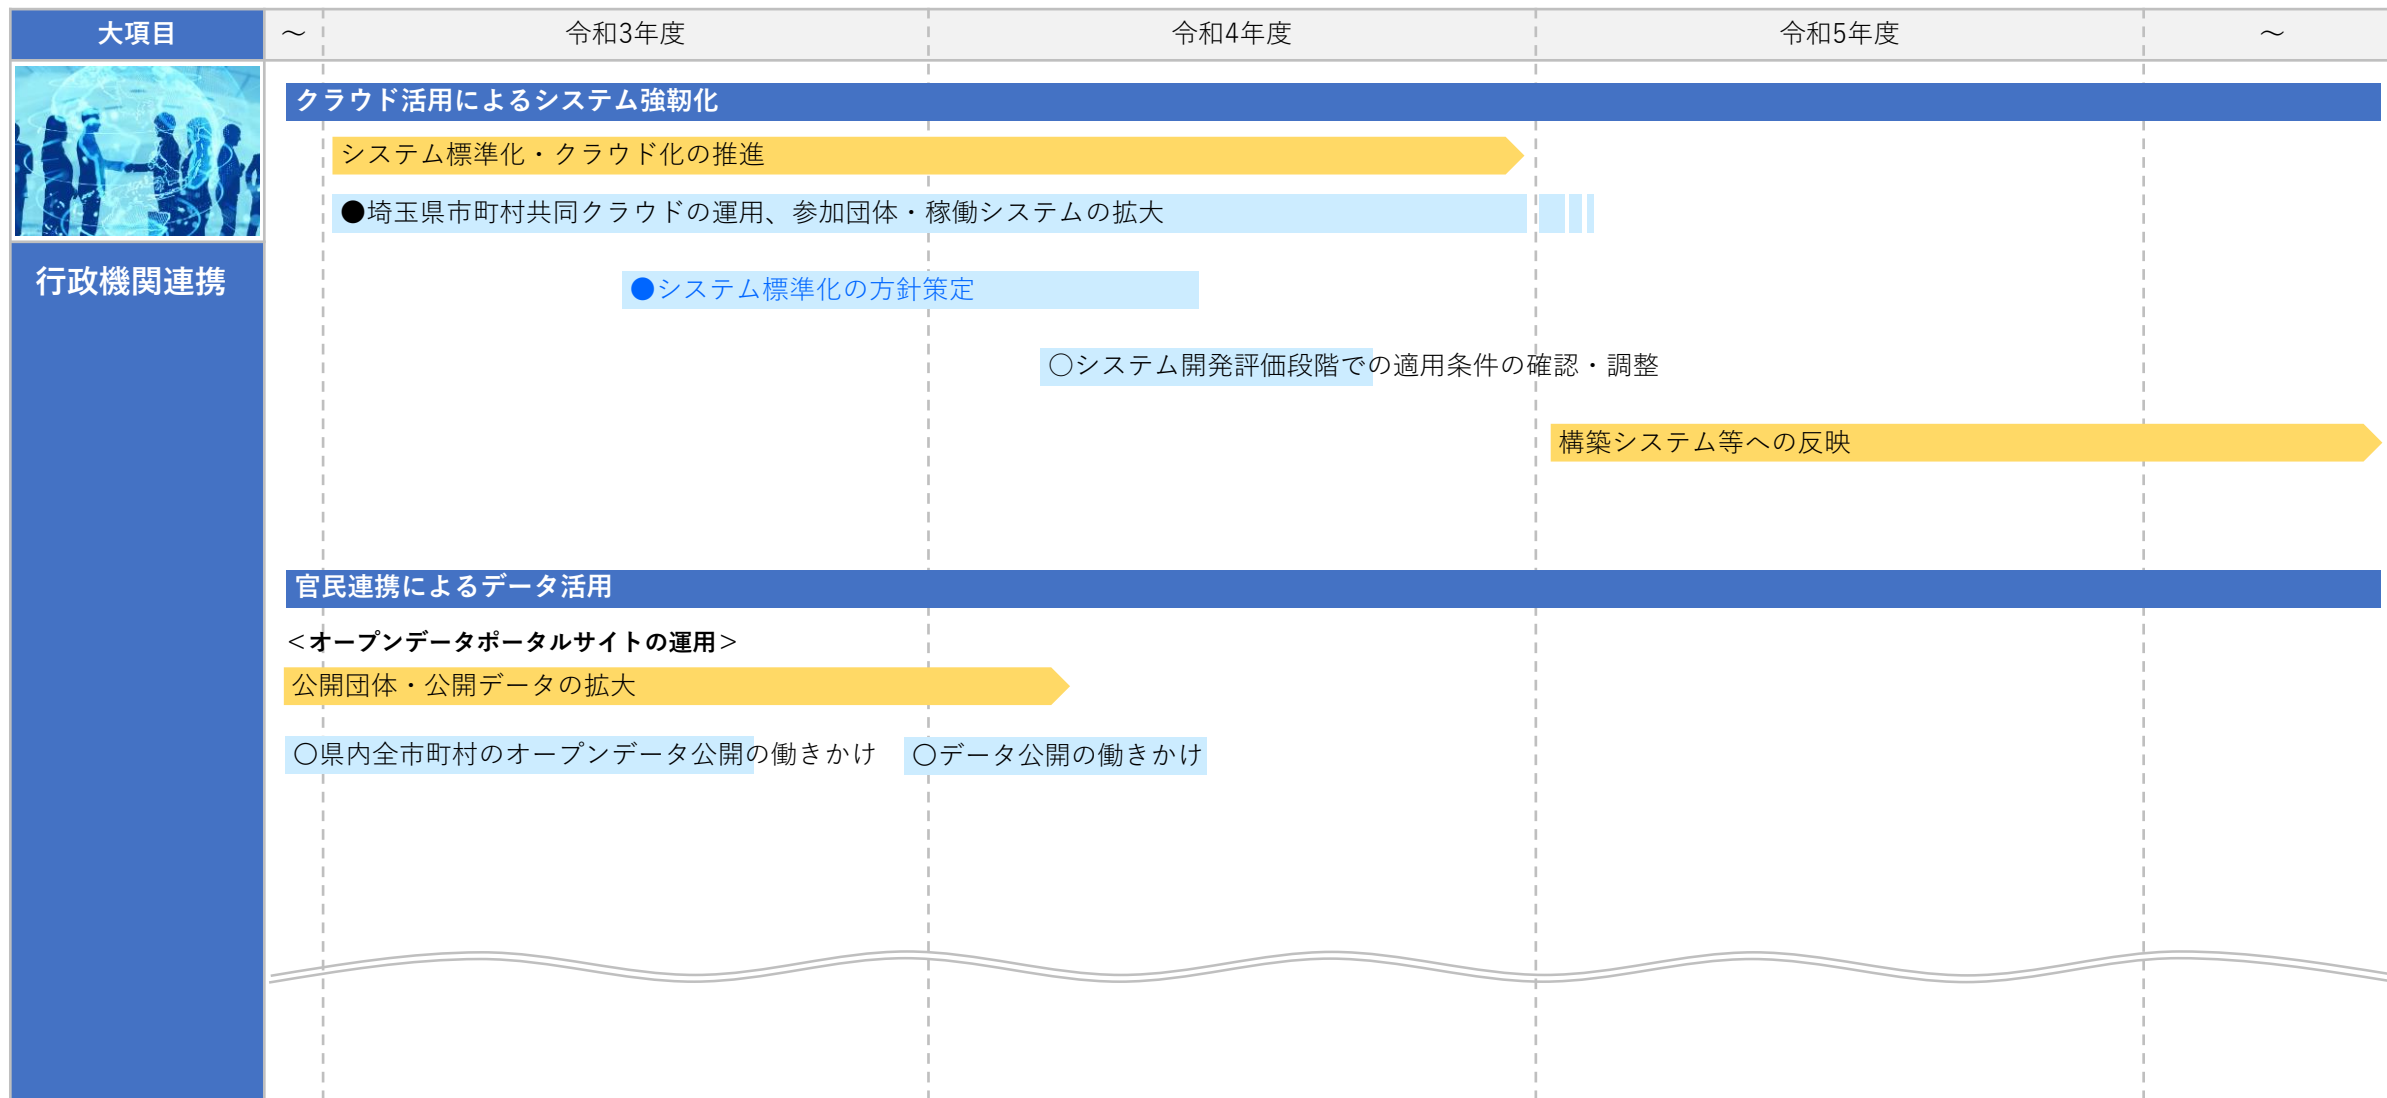 大項目
～
令和3年度
令和4年度
令和5年度
～
行政機関連携
クラウド活用によるシステム強靭化
システム標準化・クラウド化の推進
●埼玉県市町村共同クラウドの運用、参加団体・稼働システムの拡大
●システム標準化の方針策定
○システム開発評価段階での適用条件の確認・調整
構築システム等への反映
官民連携によるデータ活用
＜オープンデータポータルサイトの運用＞
公開団体・公開データの拡大
○県内全市町村のオープンデータ公開の働きかけ
○データ公開の働きかけ